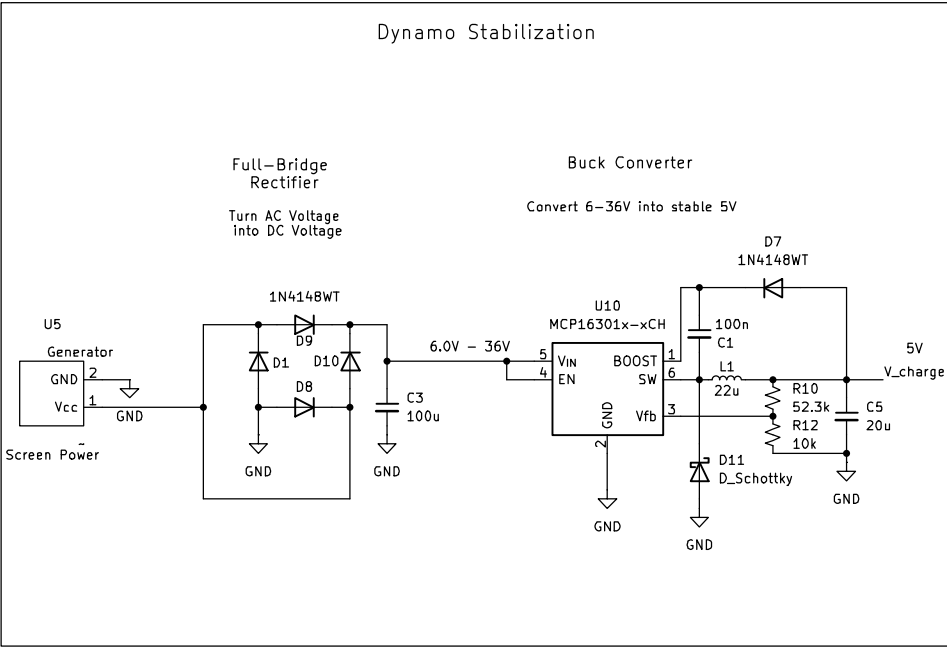 Dynamo Stabilization
Full-Bridge
Rectifier
Turn AC Voltage
into DC Voltage
Buck Converter
Convert 6-36V into stable 5V
D7
1N4148WT
1N4148WT
D9
D1
D10
D8
U5
Generator
GND 2
Vcc 1
GND
~
Screen Power
GND
6.0V - 36V
C3
100u
GND
U10
MCP16301x-xCH
5 VIN
4 EN
BOOST 1
SW 6
Vfb 3
GND
2
GND
100n
C1
L1
22u
D11
D_Schottky
GND
R10
52.3k
R12
10k
C5
20u
GND
5V
V_charge